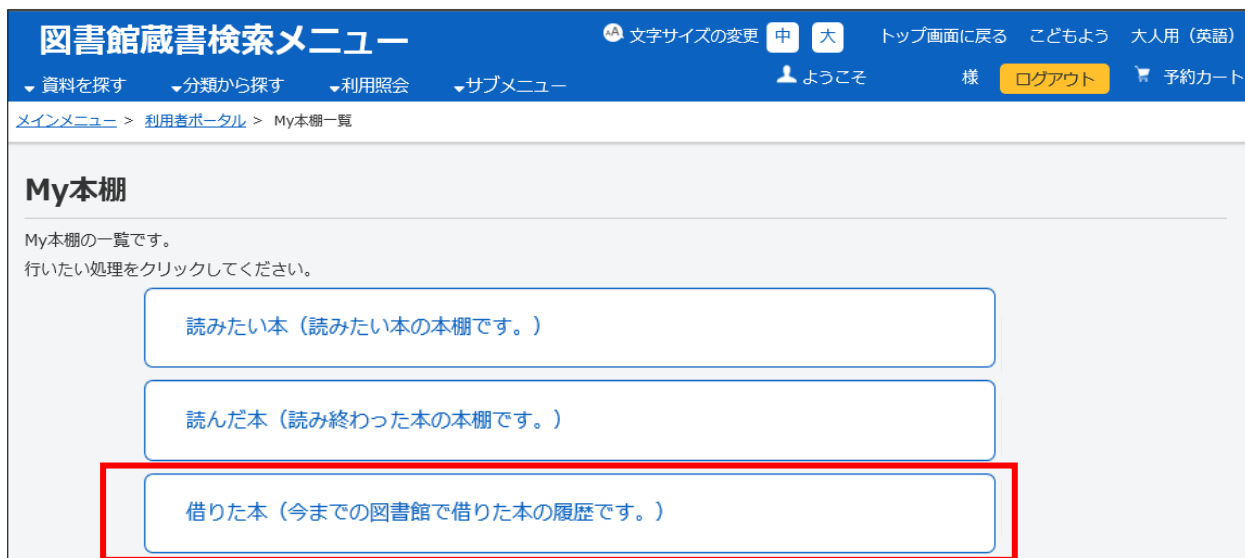 図書館蔵書検索メニュー
文字サイズの変更 中 大 トップ画面に戻る こどもよう 大人用（英語）
資料を探す 分類から探す 利用照会 サブメニュー
ようこそ 様 ログアウト 予約カート
メインメニュー > 利用者ポータル > My本棚一覧
My本棚
My本棚の一覧です。
行いたい処理をクリックしてください。
読みたい本（読みたい本の本棚です。）
読んだ本（読み終わった本の本棚です。）
借りた本（今までの図書館で借りた本の履歴です。）